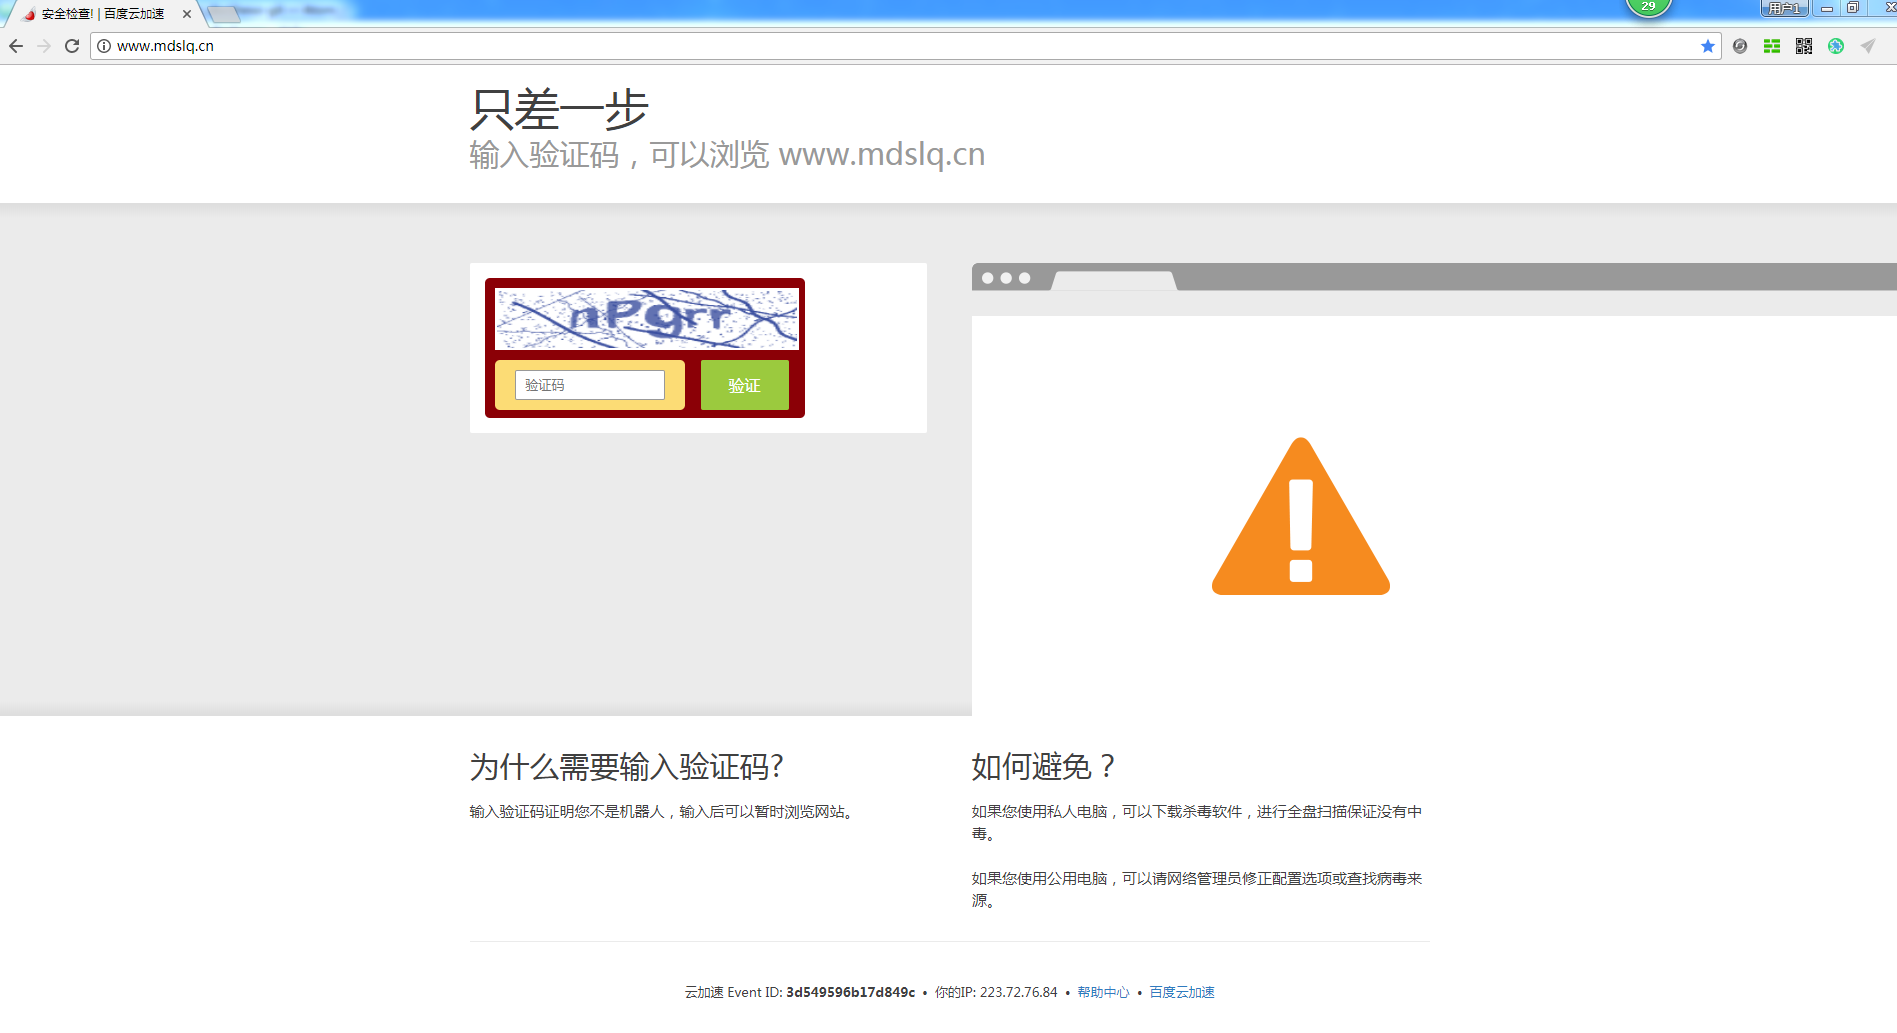 安全检查! | 百度云加速
29
用户1
www.mdslq.cn
只差一步
输入验证码，可以浏览 www.mdslq.cn
nPgrr
验证码
验证
为什么需要输入验证码?
输入验证码证明您不是机器人，输入后可以暂时浏览网站。
如何避免？
如果您使用私人电脑，可以下载杀毒软件，进行全盘扫描保证没有中
毒。
如果您使用公用电脑，可以请网络管理员修正配置选项或查找病毒来
源。
云加速 Event ID: 3d549596b17d849c • 你的IP: 223.72.76.84 • 帮助中心 • 百度云加速